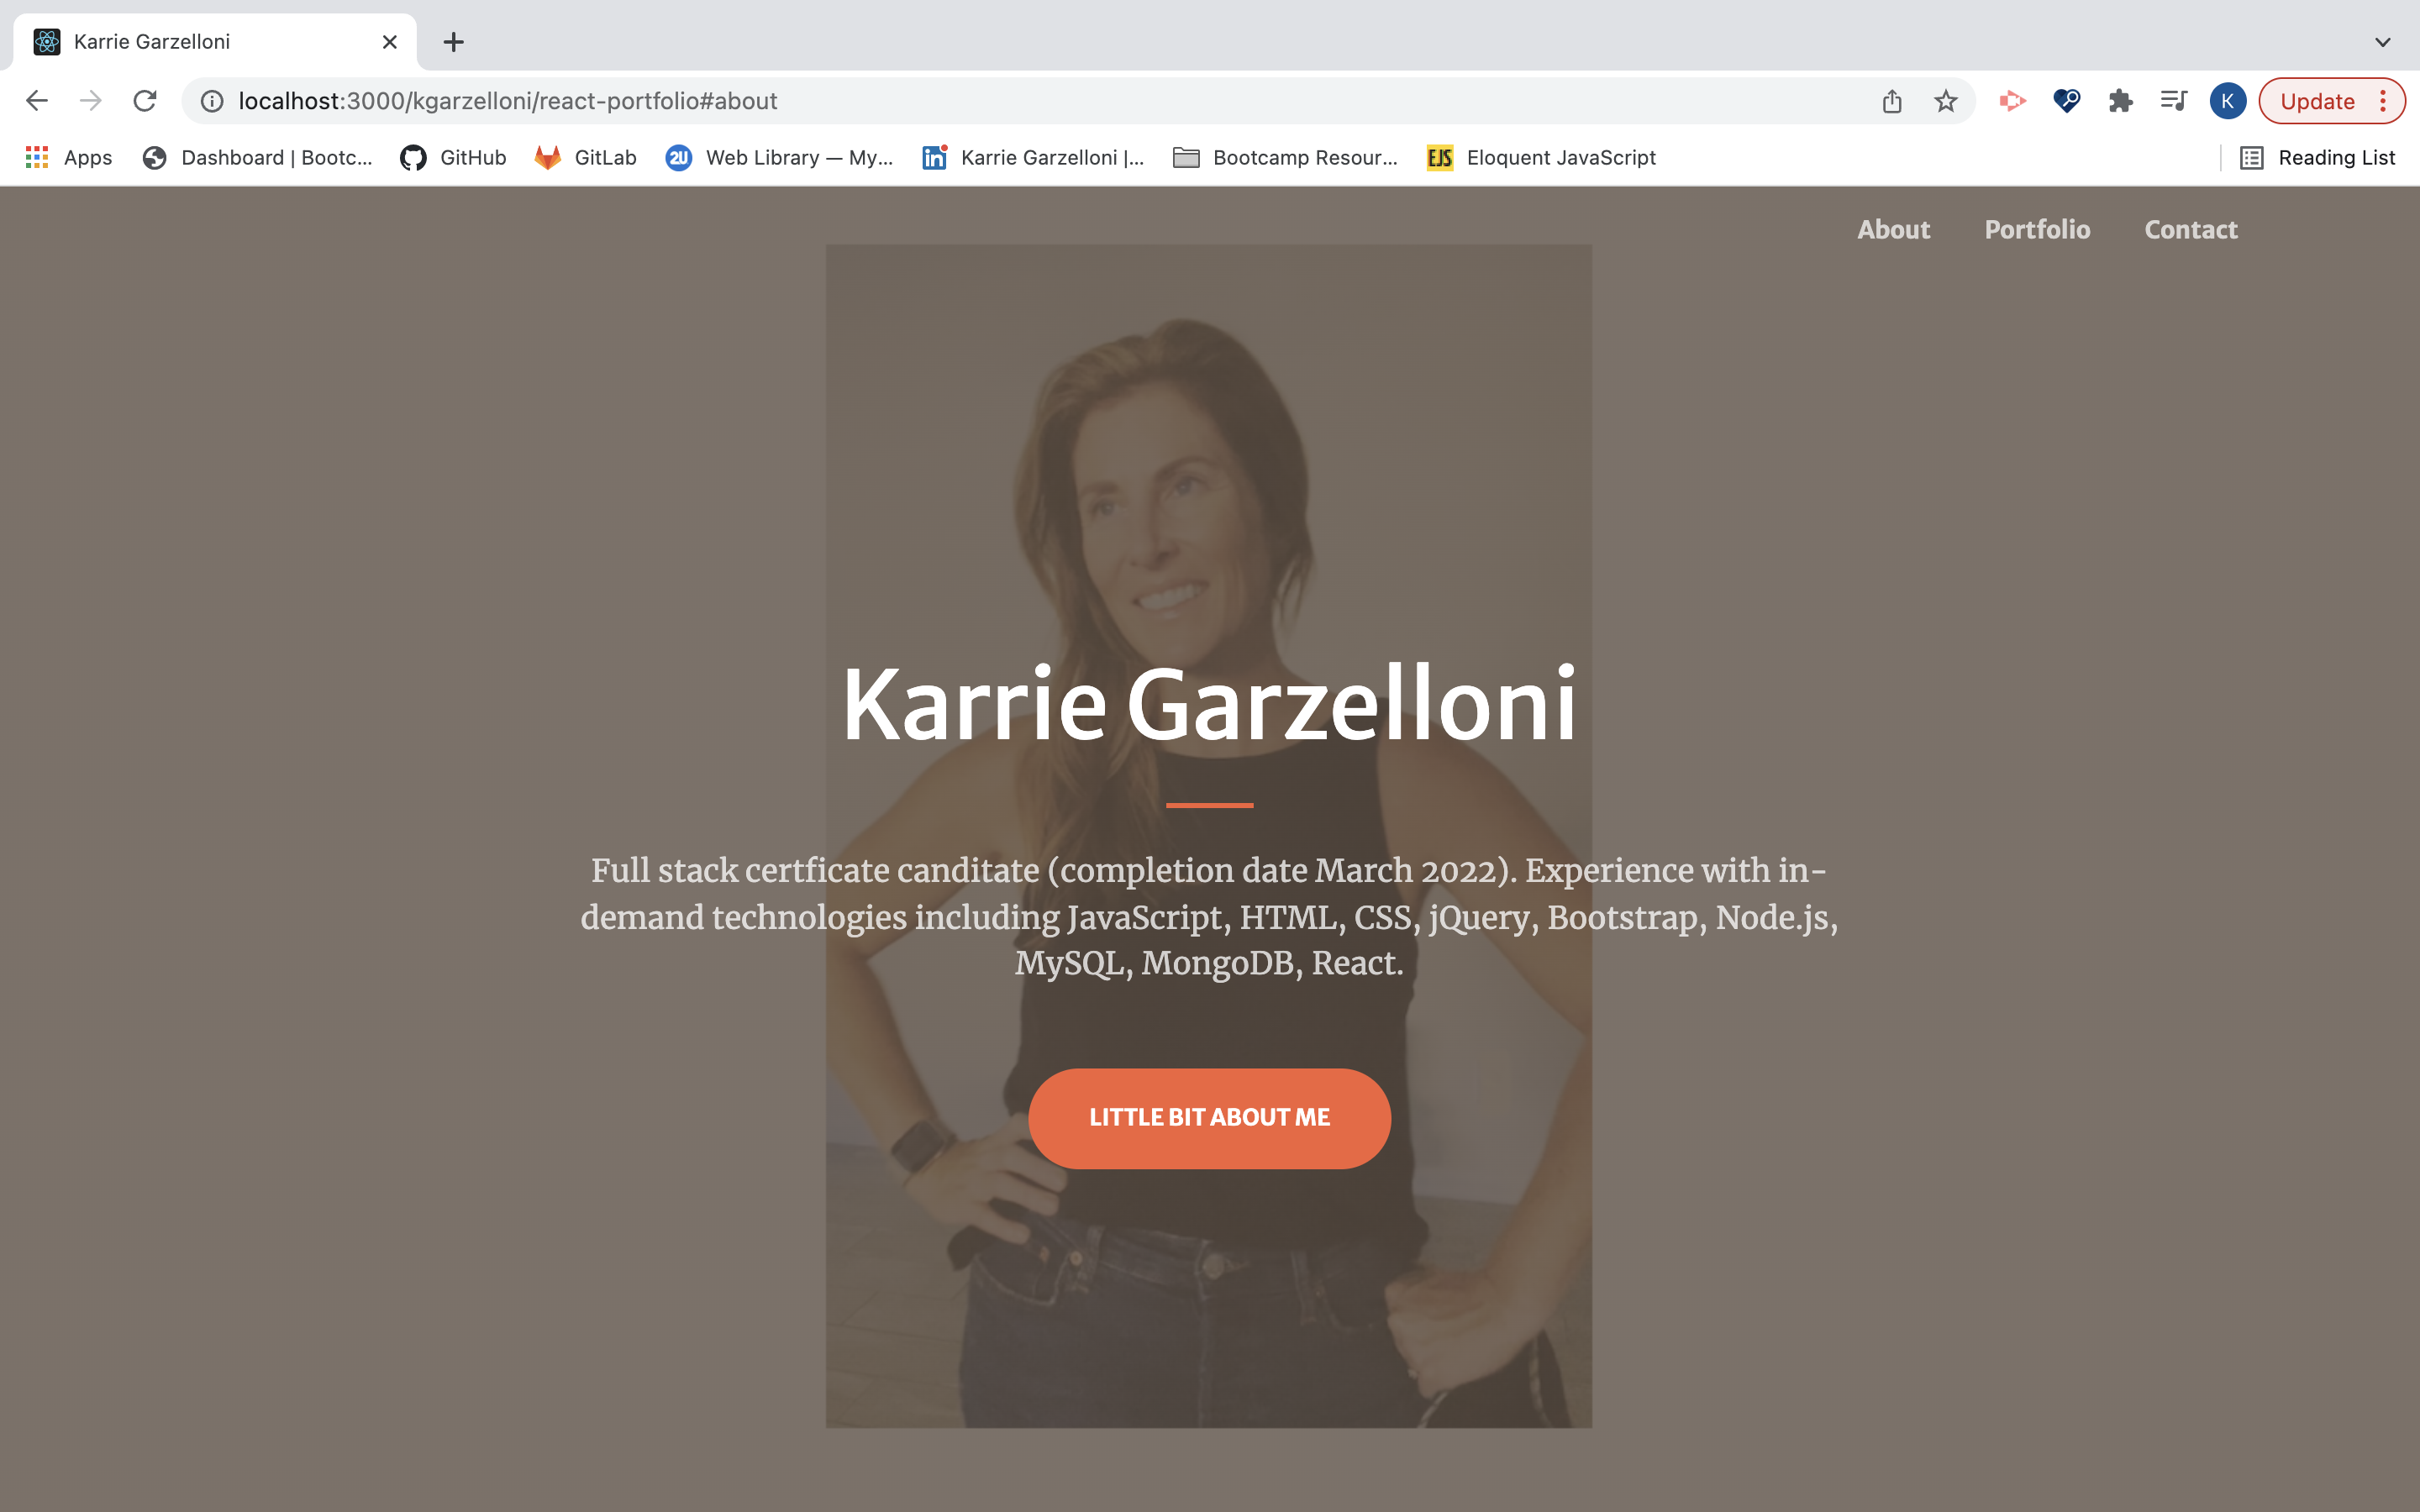 Karrie Garzelloni
localhost:3000/kgarzelloni/react-portfolio#about
K
Update
Apps
Dashboard | Bootc...
GitHub
GitLab
2U
Web Library — My...
in
Karrie Garzelloni |...
Bootcamp Resour...
EJS
Eloquent JavaScript
Reading List
About
Portfolio
Contact
Karrie Garzelloni
Full stack certficate canditate (completion date March 2022). Experience with in-
demand technologies including JavaScript, HTML, CSS, jQuery, Bootstrap, Node.js,
MySQL, MongoDB, React.
LITTLE BIT ABOUT ME